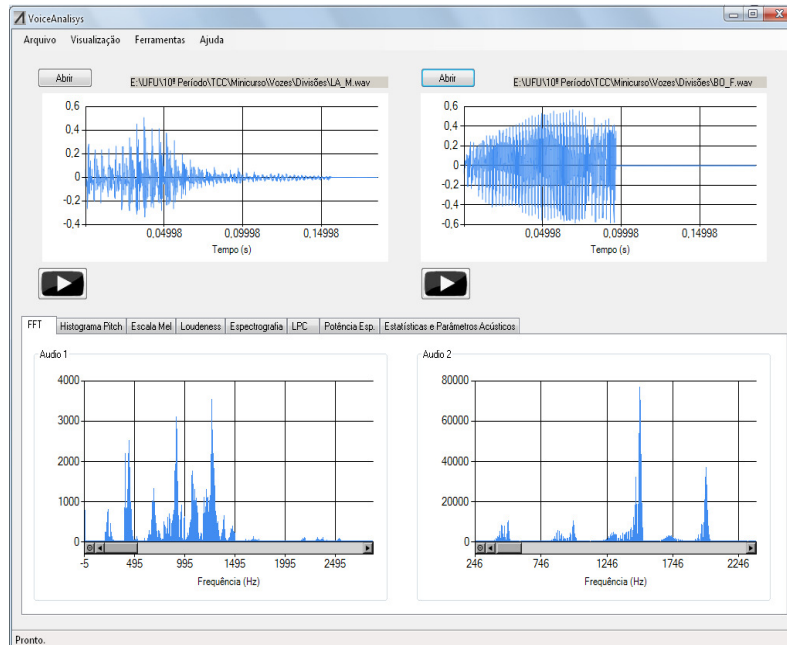 VoiceAnalisys
Arquivo Visualização Ferramentas Ajuda
Abrir E:\UFU\10º Período\TCC\Minicurso\Vozes\Divisões\LA_M.wav
0,6
0,4
0,2
0
-0,2
-0,4
0,04998 0,09998 0,14998
Tempo (s)
Abrir E:\UFU\10º Período\TCC\Minicurso\Vozes\Divisões\BO_F.wav
0,6
0,4
0,2
0
-0,2
-0,4
-0,6
0,04998 0,09998 0,14998
Tempo (s)
FFT Histograma Pitch Escala Mel Loudeness Espectrografia LPC Potência Esp. Estatísticas e Parâmetros Acústicos
Audio 1
4000
3000
2000
1000
0
-5 495 995 1495 1995 2495
Frequência (Hz)
Audio 2
80000
60000
40000
20000
0
246 746 1246 1746 2246
Frequência (Hz)
Pronto.